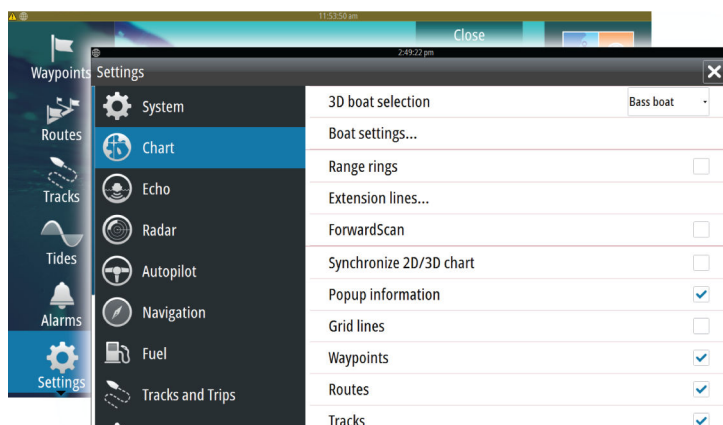 11:53:50 am
Close
Waypoints
Routes
Tracks
Tides
Alarms
Settings
2:49:22 pm
Settings
System
Chart
Echo
Radar
Autopilot
Navigation
Fuel
Tracks and Trips
3D boat selection
Bass boat
Boat settings...
Range rings
Extension lines...
ForwardScan
Synchronize 2D/3D chart
Popup information
Grid lines
Waypoints
Routes
Tracks